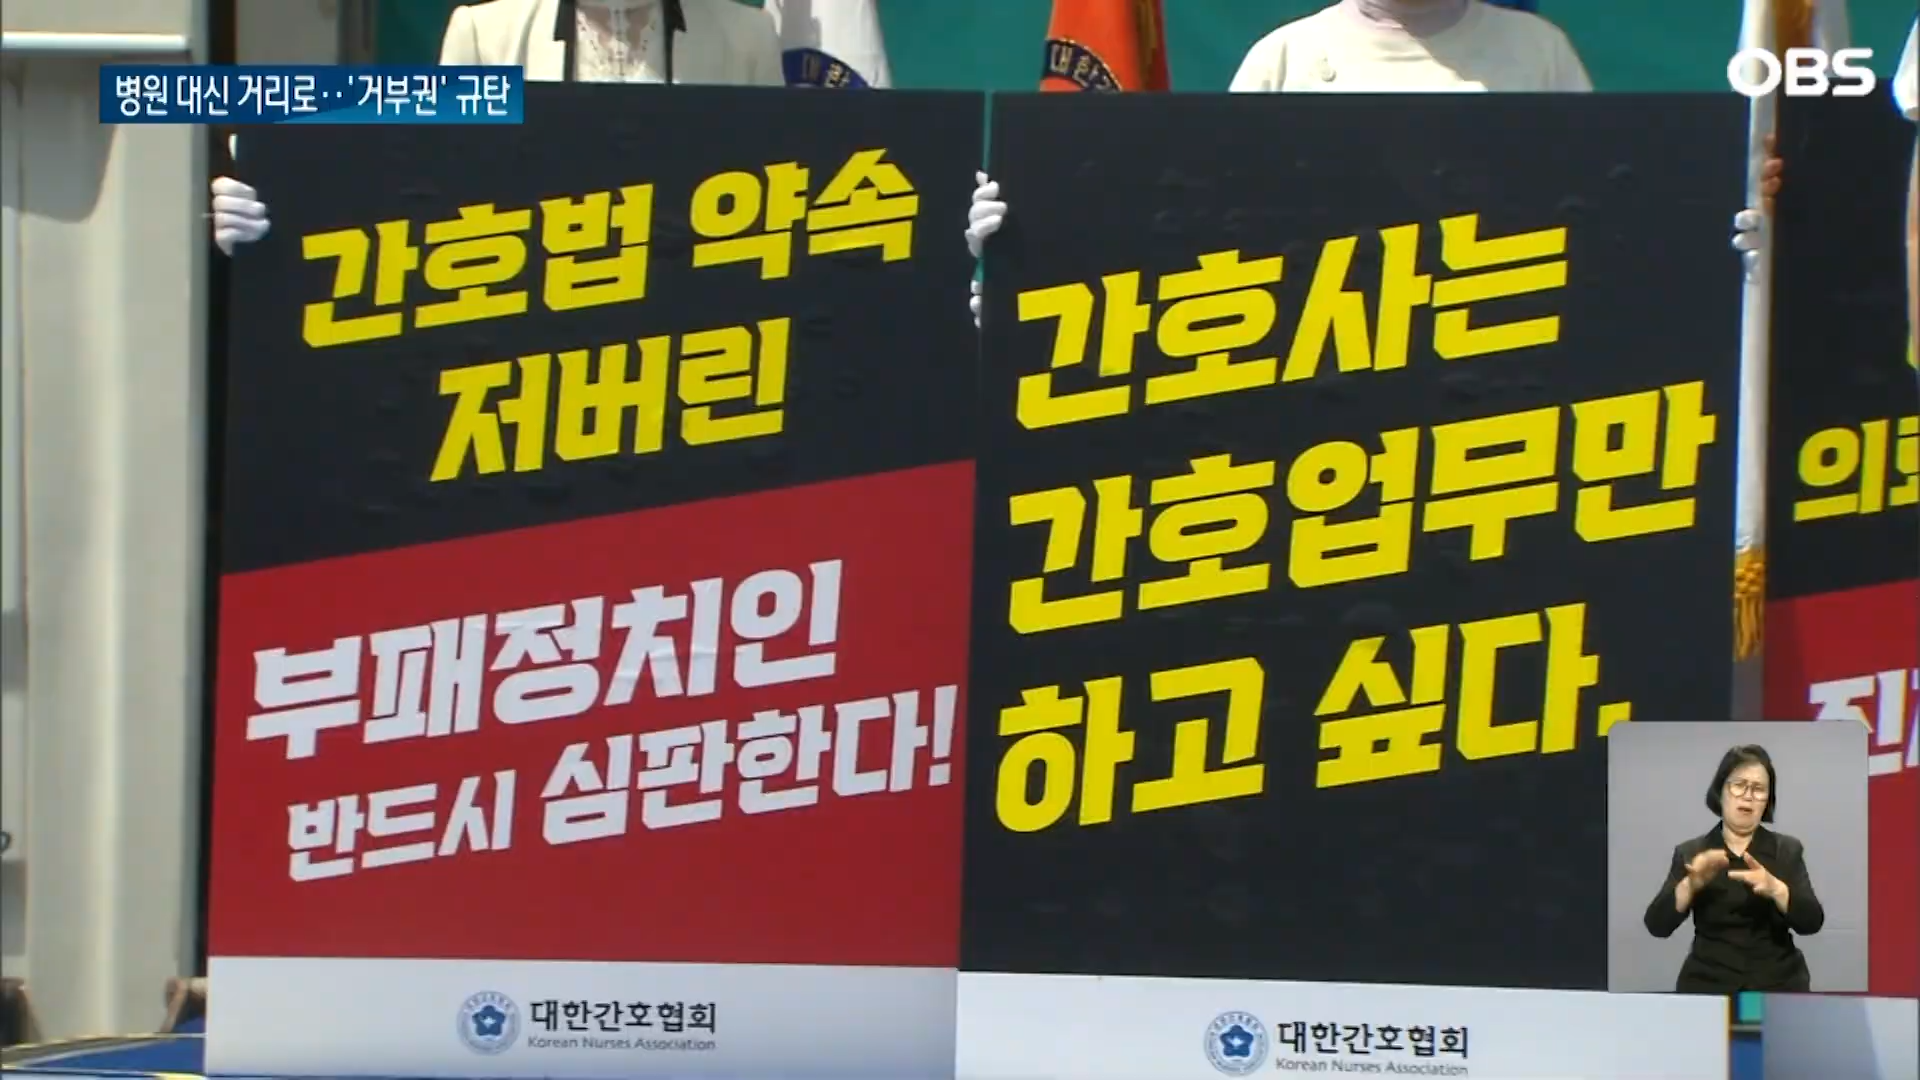 병원 대신 거리로‥'거부권' 규탄
OBS
간호법 약속
저버린
부패정치인
반드시 심판한다!
대한간호협회
Korean Nurses Association
간호사는
간호업무만
하고 싶다.
대한간호협회
Korean Nurses Association